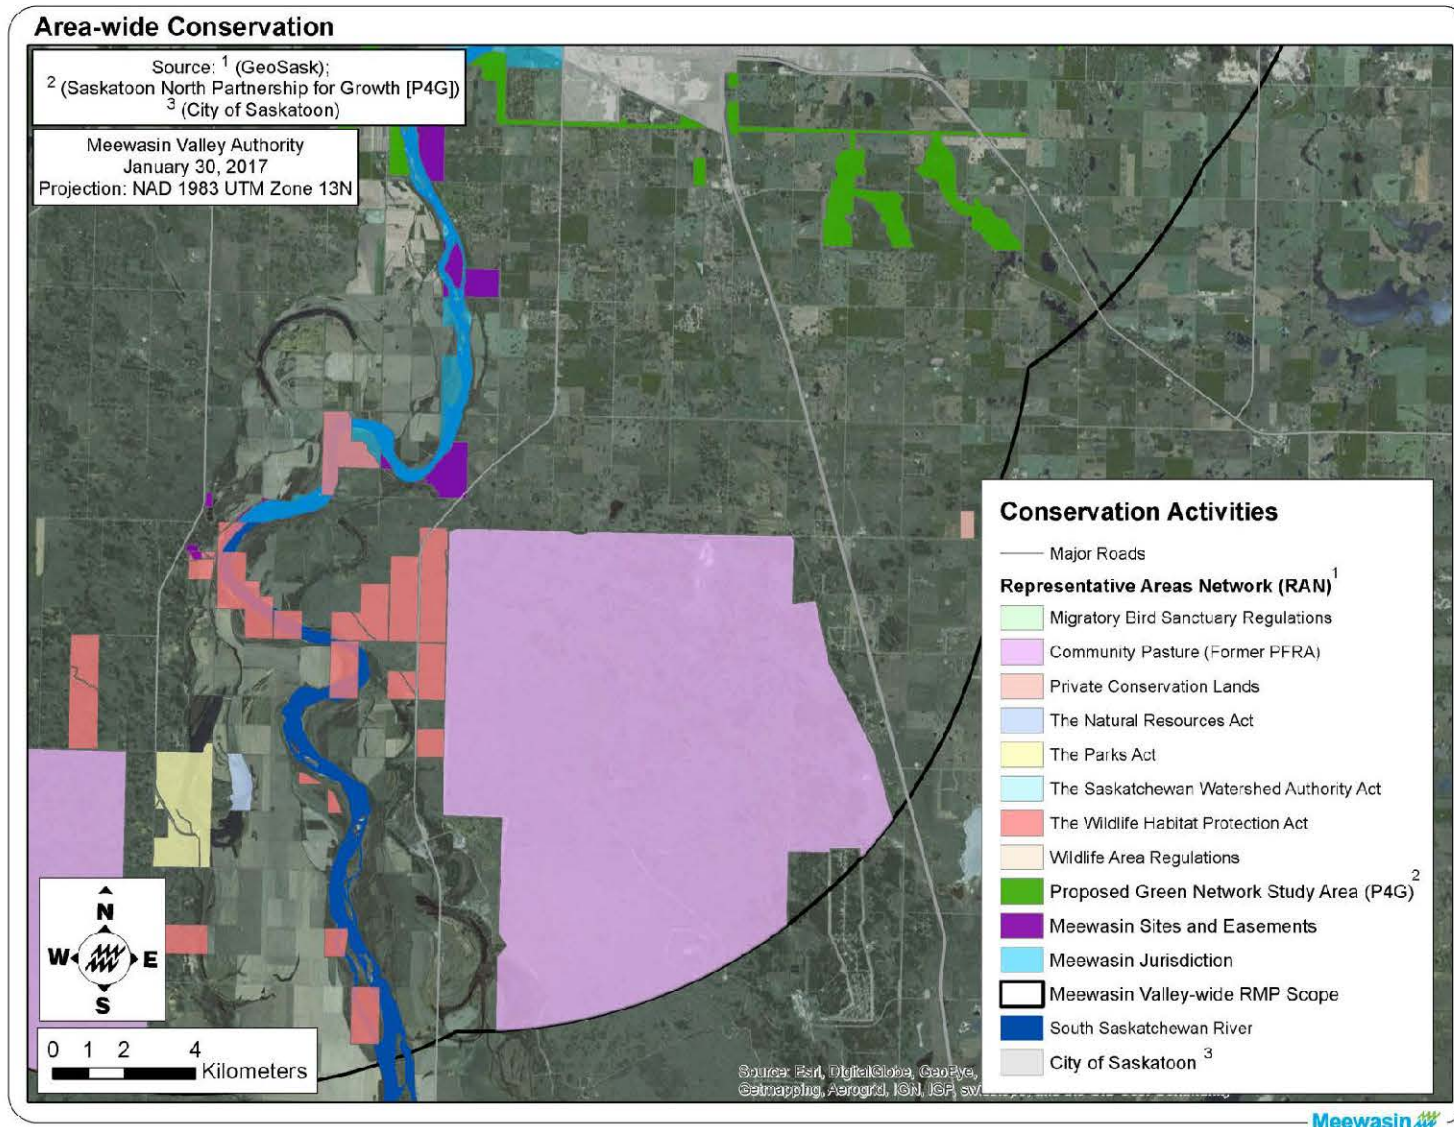 Area-wide Conservation
Source: 1 (GeoSask);
2 (Saskatoon North Partnership for Growth [P4G])
3 (City of Saskatoon)
Meewasin Valley Authority
January 30, 2017
Projection: NAD 1983 UTM Zone 13N
Conservation Activities
Major Roads
Representative Areas Network (RAN) 1
Migratory Bird Sanctuary Regulations
Community Pasture (Former PFRA)
Private Conservation Lands
The Natural Resources Act
The Parks Act
The Saskatchewan Watershed Authority Act
The Wildlife Habitat Protection Act
Wildlife Area Regulations
Proposed Green Network Study Area (P4G) 2
Meewasin Sites and Easements
Meewasin Jurisdiction
Meewasin Valley-wide RMP Scope
South Saskatchewan River
City of Saskatoon 3
N
W E
S
0 1 2 4
Kilometers
Source: Esri, DigitalGlobe, GeoEye,
Getmapping, Aerogrid, IGN, IGP,
Meewasin